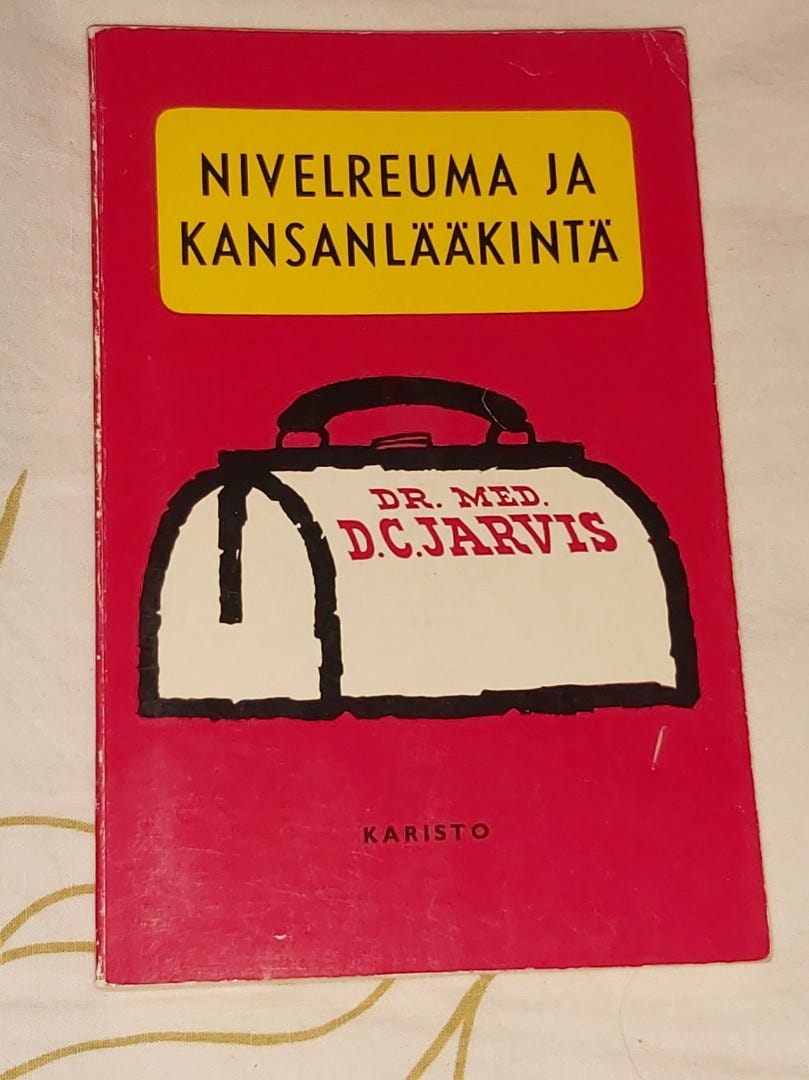 NIVELREUMA JA
KANSANLÄÄKINTÄ
DR. MED.
D.C.JARVIS
KARISTO